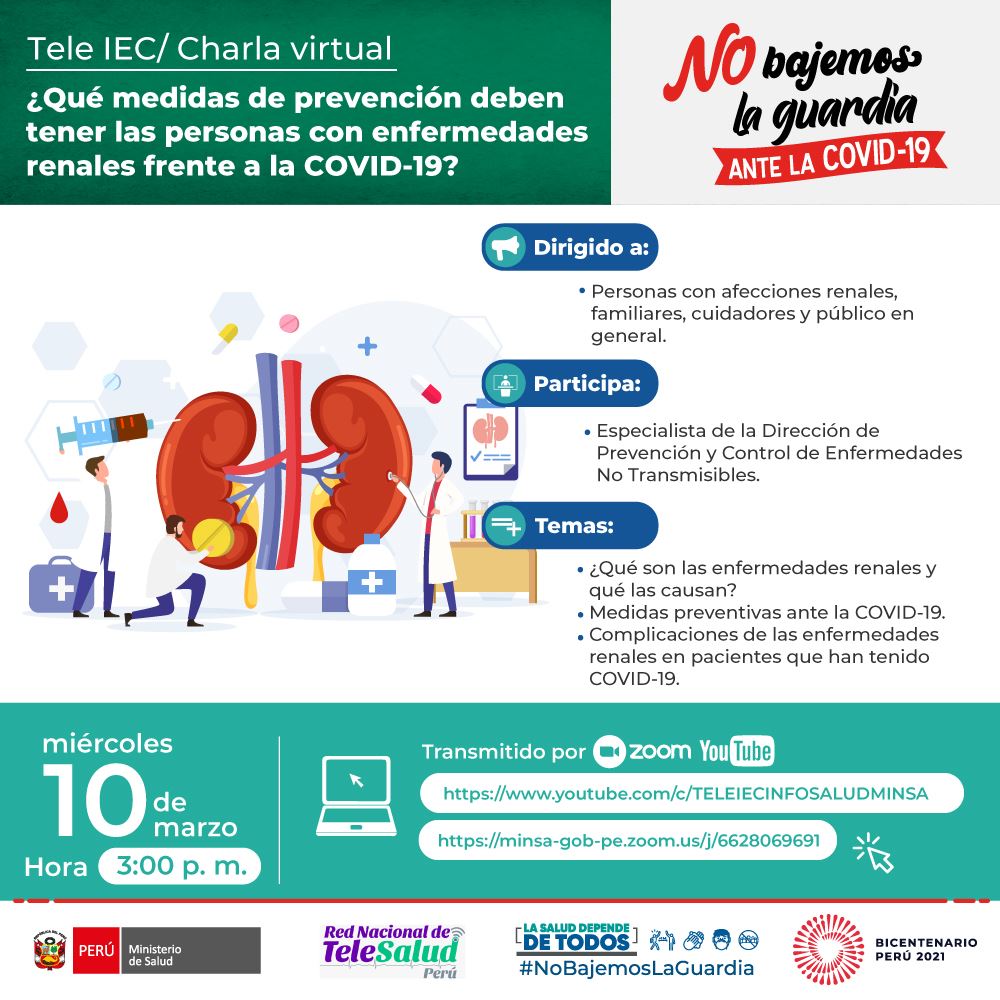 Tele IEC/ Charla virtual
¿Qué medidas de prevención deben
tener las personas con enfermedades
renales frente a la COVID-19?
NO bajemos
la guardia
ANTE LA COVID-19
Dirigido a:
• Personas con afecciones renales,
familiares, cuidadores y público en
general.
Participa:
• Especialista de la Dirección de
Prevención y Control de Enfermedades
No Transmisibles.
Temas:
• ¿Qué son las enfermedades renales y
qué las causan?
• Medidas preventivas ante la COVID-19.
• Complicaciones de las enfermedades
renales en pacientes que han tenido
COVID-19.
miércoles
10 de
marzo
Hora 3:00 p. m.
Transmitido por zoom YouTube
https://www.youtube.com/c/TELEIECINFOSALUDMINSA
https://minsa-gob-pe.zoom.us/j/6628069691
PERÚ
Ministerio
de Salud
Red Nacional de
TeleSalud
Perú
LA SALUD DEPENDE
DE TODOS
#NoBajemosLaGuardia
BICENTENARIO
PERÚ 2021